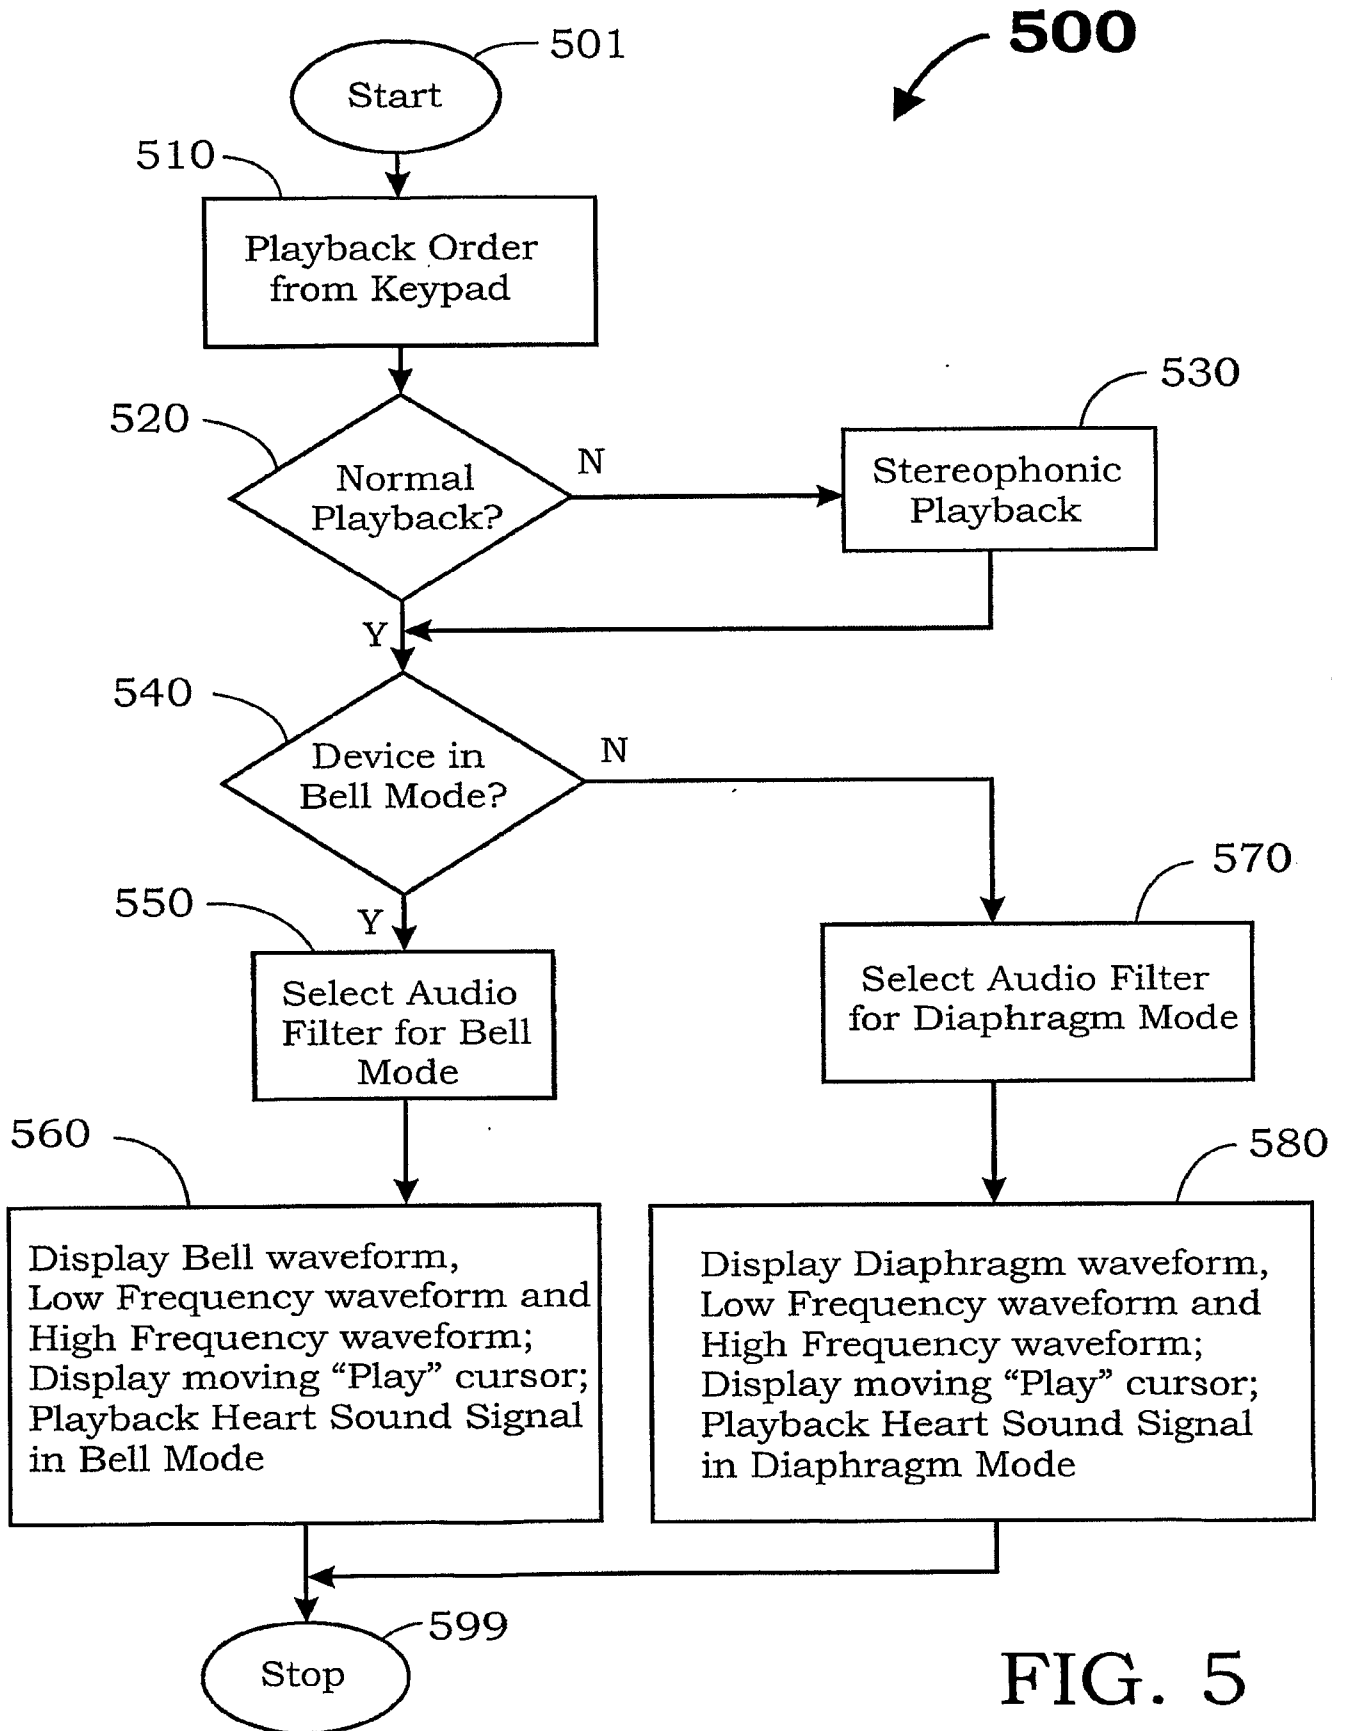 500
501
Start
510
Playback Order
from Keypad
520
530
Normal
Playback?
N
Stereophonic
Playback
Y
540
Device in
Bell Mode?
N
550
Y
570
Select Audio
Filter for Bell
Mode
Select Audio Filter
for Diaphragm Mode
560
580
Display Bell waveform,
Low Frequency waveform and
High Frequency waveform;
Display moving “Play” cursor;
Playback Heart Sound Signal
in Bell Mode
Display Diaphragm waveform,
Low Frequency waveform and
High Frequency waveform;
Display moving “Play” cursor;
Playback Heart Sound Signal
in Diaphragm Mode
599
Stop
FIG. 5